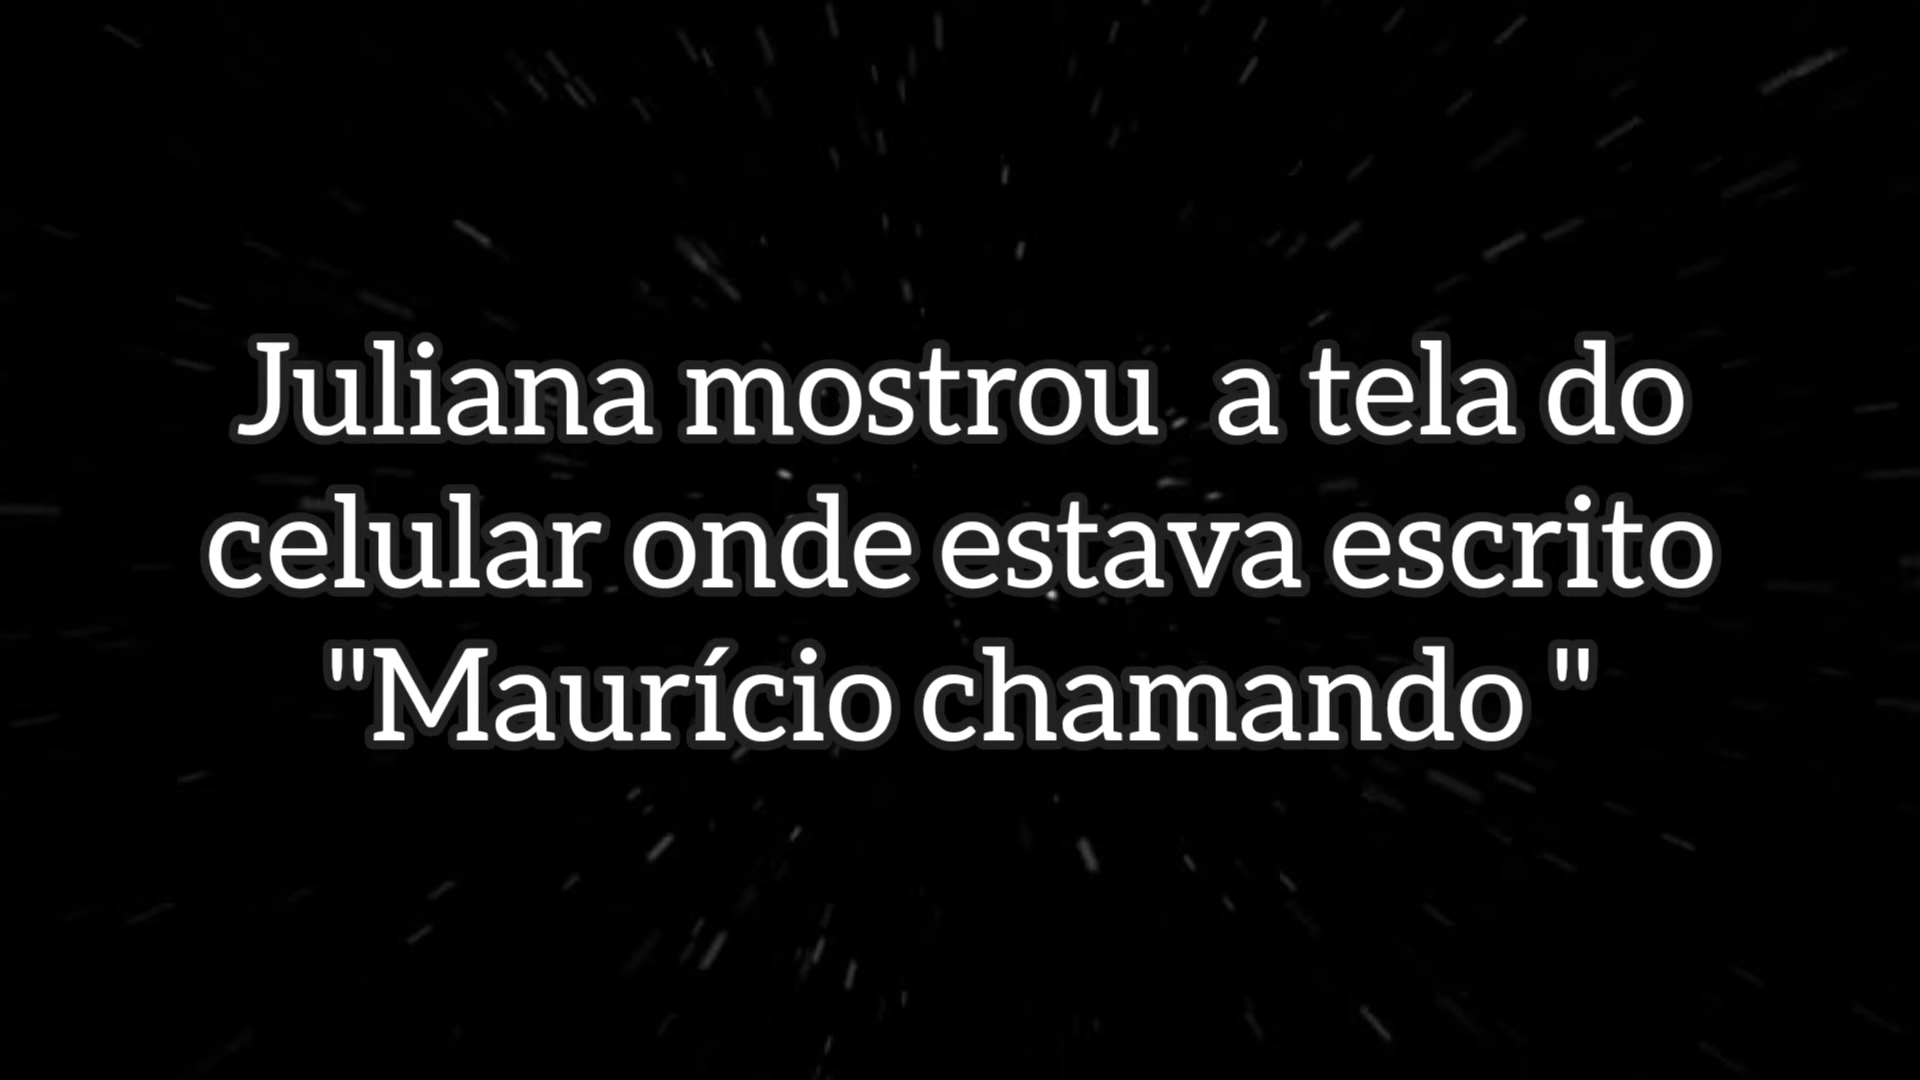 Juliana mostrou  a tela do
celular onde estava escrito
"Maurício chamando "